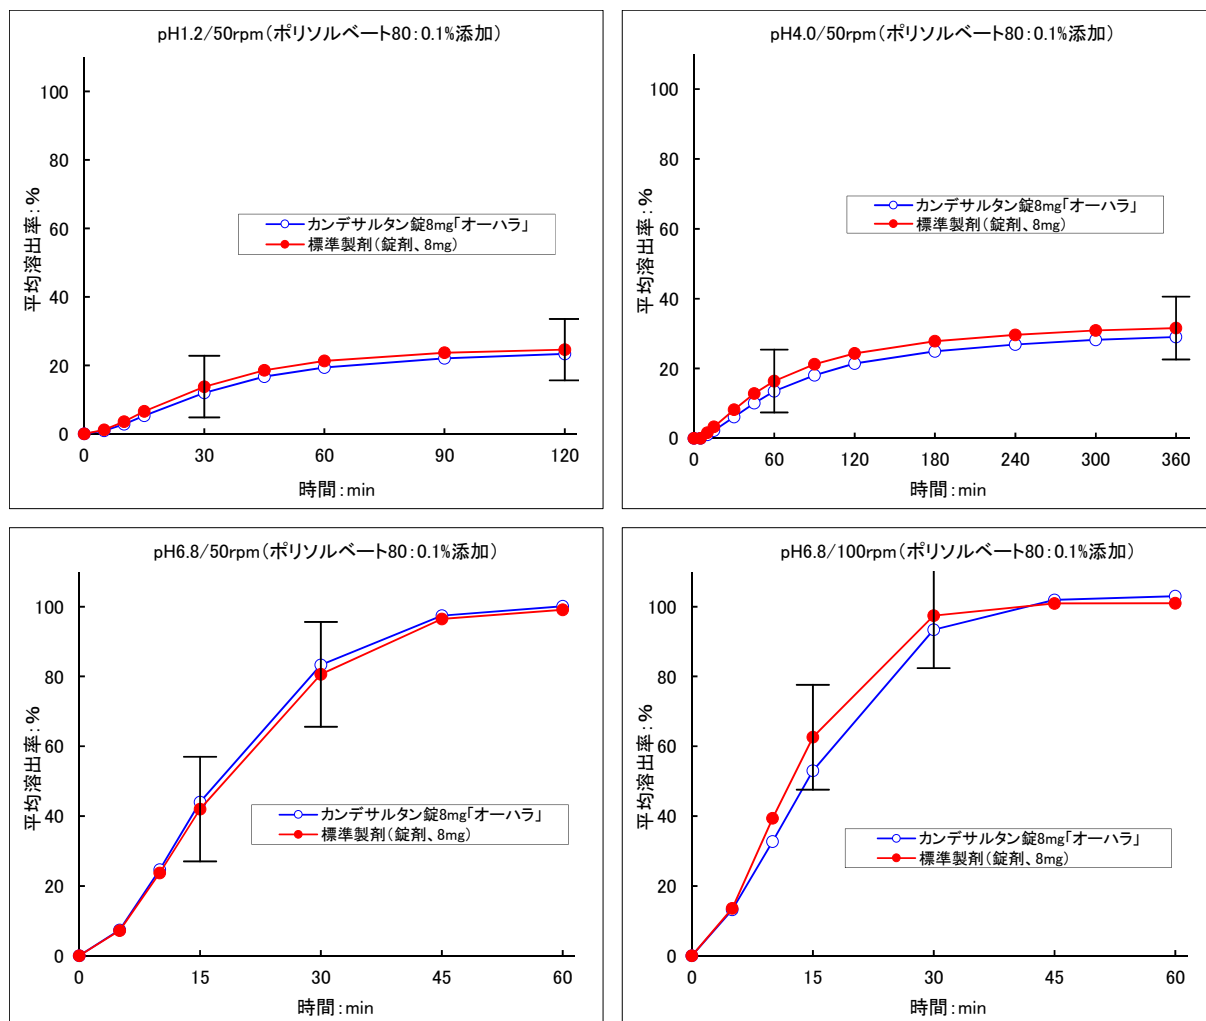 pH1.2/50rpm(ポリソルベート80:0.1%添加)
平均溶出率:%
100
80
60
40
20
0
カンデサルタン錠8mg「オーハラ」
標準製剤(錠剤、8mg)
0 30 60 90 120
時間:min
pH4.0/50rpm(ポリソルベート80:0.1%添加)
平均溶出率:%
100
80
60
40
20
0
カンデサルタン錠8mg「オーハラ」
標準製剤(錠剤、8mg)
0 60 120 180 240 300 360
時間:min
pH6.8/50rpm(ポリソルベート80:0.1%添加)
平均溶出率:%
100
80
60
40
20
0
カンデサルタン錠8mg「オーハラ」
標準製剤(錠剤、8mg)
0 15 30 45 60
時間:min
pH6.8/100rpm(ポリソルベート80:0.1%添加)
平均溶出率:%
100
80
60
40
20
0
カンデサルタン錠8mg「オーハラ」
標準製剤(錠剤、8mg)
0 15 30 45 60
時間:min